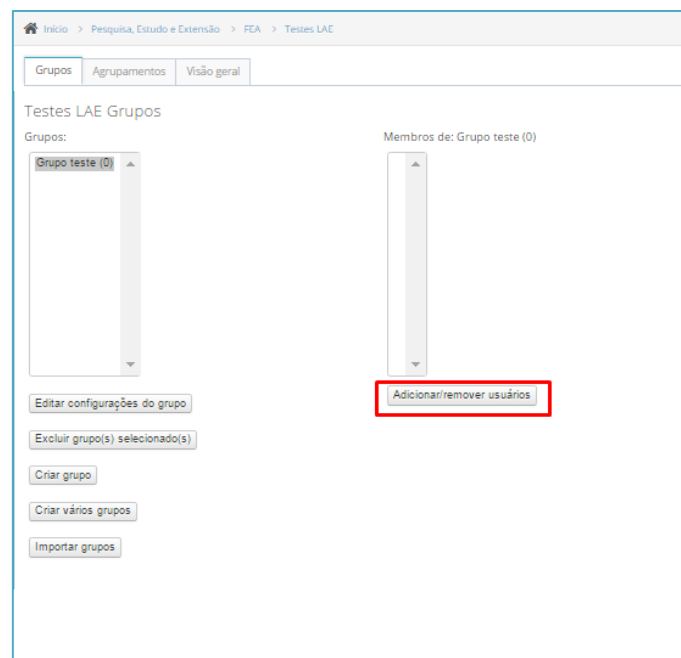 Início > Pesquisa, Estudo e Extensão > FEA > Testes LAE
Grupos Agrupamentos Visão geral
Testes LAE Grupos
Grupos:
Membros de: Grupo teste (0)
Grupo teste (0)
Adicionar/remover usuários
Editar configurações do grupo
Excluir grupo(s) selecionado(s)
Criar grupo
Criar vários grupos
Importar grupos